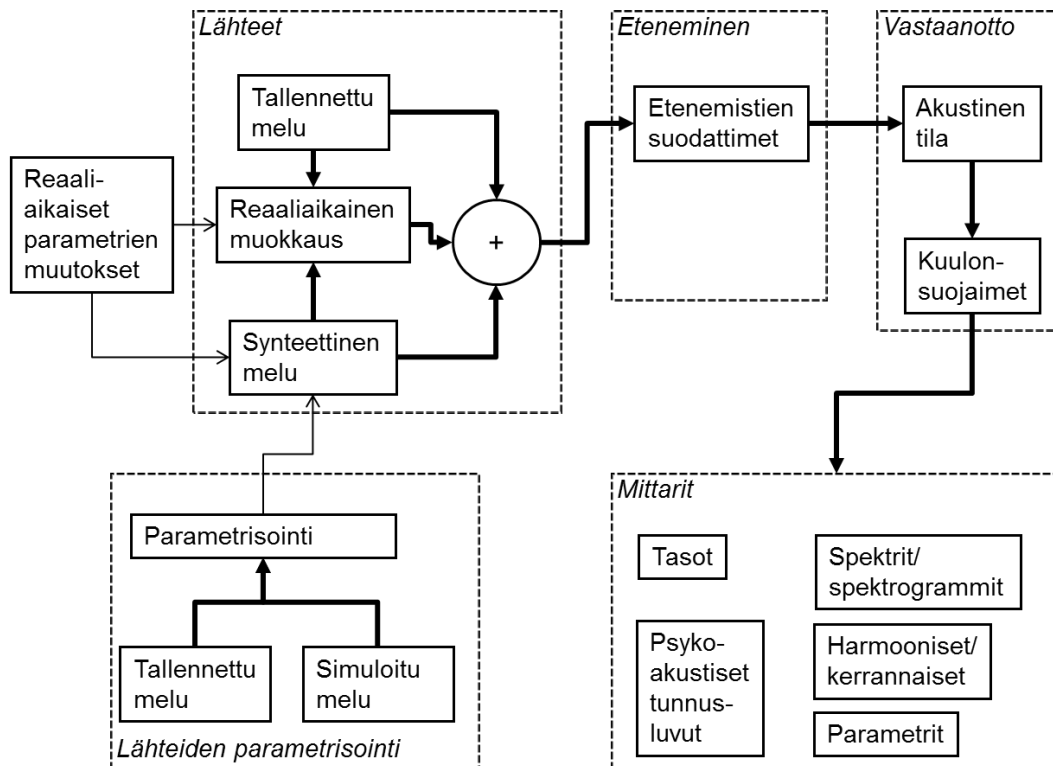 Lähteet
Tallennettu
melu
Reaali-
aikaiset
parametrien
muutokset
Reaaliaikainen
muokkaus
+
Synteettinen
melu
Eteneminen
Etenemistien
suodattimet
Vastaanotto
Akustinen
tila
Kuulon-
suojaimet
Parametrisointi
Tallennettu
melu
Simuloitu
melu
Lähteiden parametrisointi
Mittarit
Tasot
Spektrit/
spektrogrammit
Psyko-
akustiset
tunnus-
luvut
Harmooniset/
kerrannaiset
Parametrit